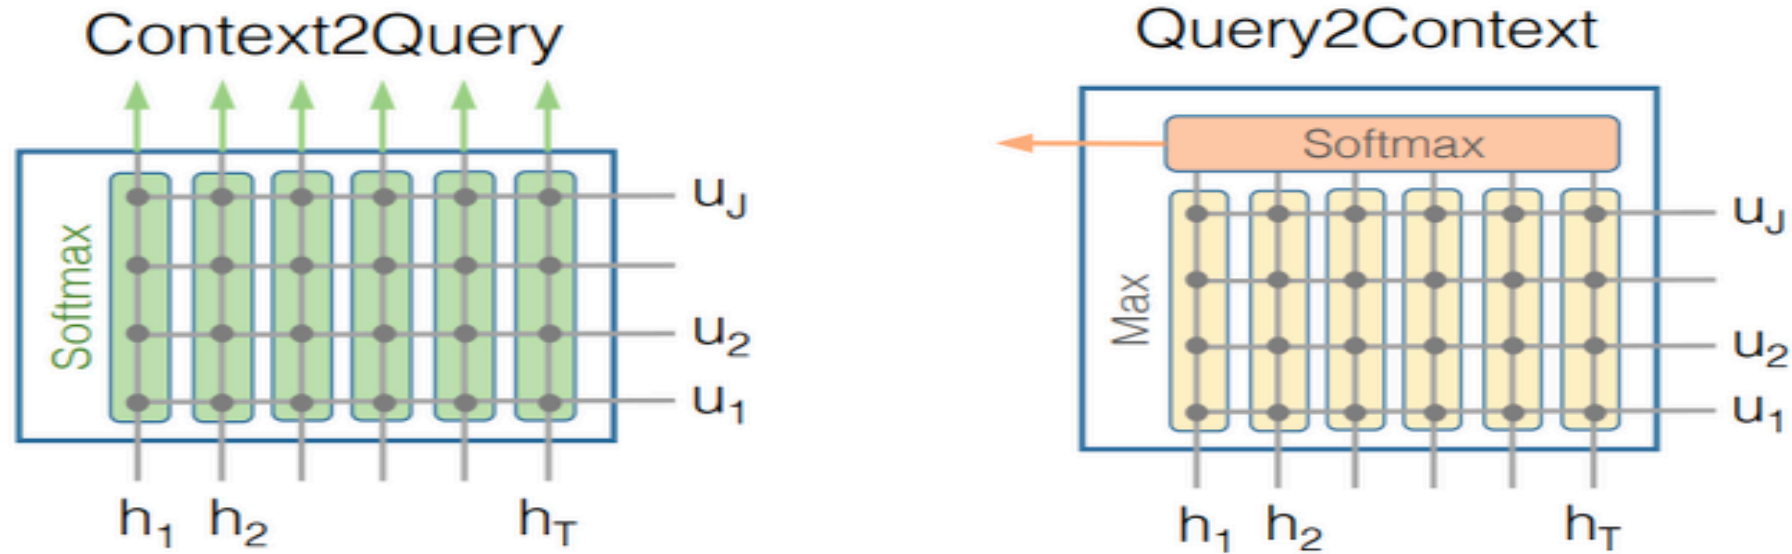 Context2Query
Softmax
u_J
u_2
u_1
h_1 h_2 h_T
Query2Context
Softmax
Max
u_J
u_2
u_1
h_1 h_2 h_T